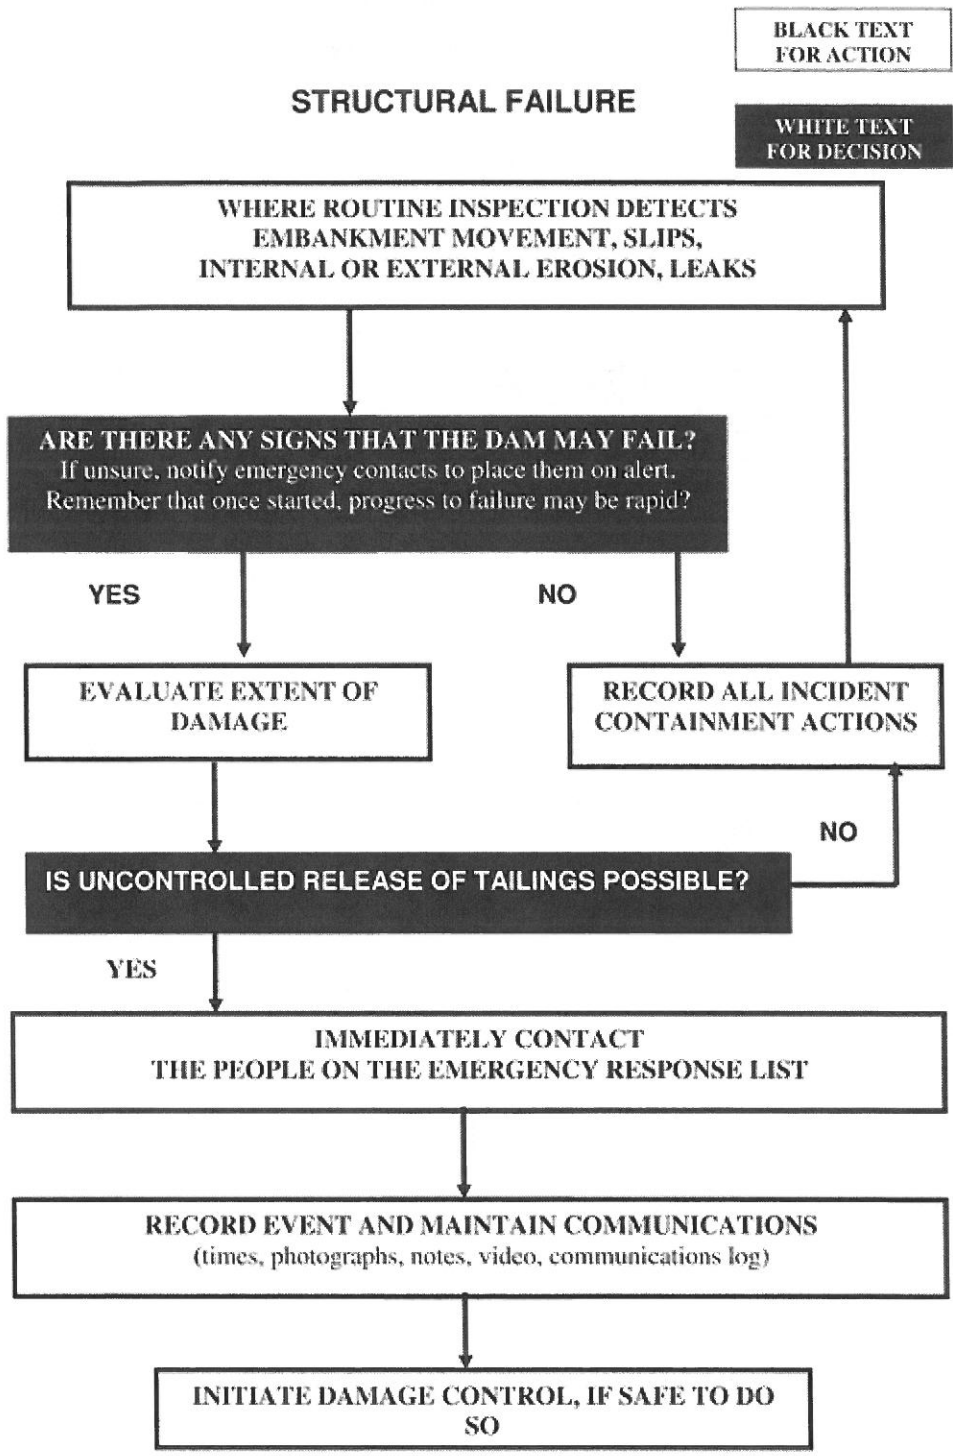 BLACK TEXT
FOR ACTION
STRUCTURAL FAILURE
WHITE TEXT
FOR DECISION
WHERE ROUTINE INSPECTION DETECTS
EMBANKMENT MOVEMENT, SLIPS,
INTERNAL OR EXTERNAL EROSION, LEAKS
ARE THERE ANY SIGNS THAT THE DAM MAY FAIL?
If unsure, notify emergency contacts to place them on alert.
Remember that once started, progress to failure may be rapid?
YES
NO
EVALUATE EXTENT OF
DAMAGE
RECORD ALL INCIDENT
CONTAINMENT ACTIONS
NO
IS UNCONTROLLED RELEASE OF TAILINGS POSSIBLE?
YES
IMMEDIATELY CONTACT
THE PEOPLE ON THE EMERGENCY RESPONSE LIST
RECORD EVENT AND MAINTAIN COMMUNICATIONS
(times, photographs, notes, video, communications log)
INITIATE DAMAGE CONTROL, IF SAFE TO DO
SO